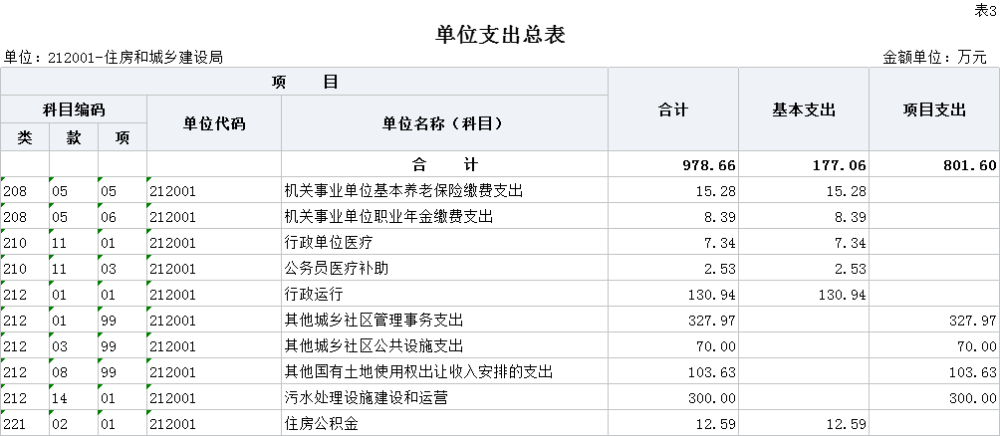 表3
单位支出总表
单位：212001-住房和城乡建设局 金额单位：万元
项 目 合计 基本支出 项目支出
科目编码 单位代码 单位名称（科目）
类 款 项
合 计 978.66 177.06 801.60
208 05 05 212001 机关事业单位基本养老保险缴费支出 15.28 15.28
208 05 06 212001 机关事业单位职业年金缴费支出 8.39 8.39
210 11 01 212001 行政单位医疗 7.34 7.34
210 11 03 212001 公务员医疗补助 2.53 2.53
212 01 01 212001 行政运行 130.94 130.94
212 01 99 212001 其他城乡社区管理事务支出 327.97 327.97
212 03 99 212001 其他城乡社区公共设施支出 70.00 70.00
212 08 99 212001 其他国有土地使用权出让收入安排的支出 103.63 103.63
212 14 01 212001 污水处理设施建设和运营 300.00 300.00
221 02 01 212001 住房公积金 12.59 12.59